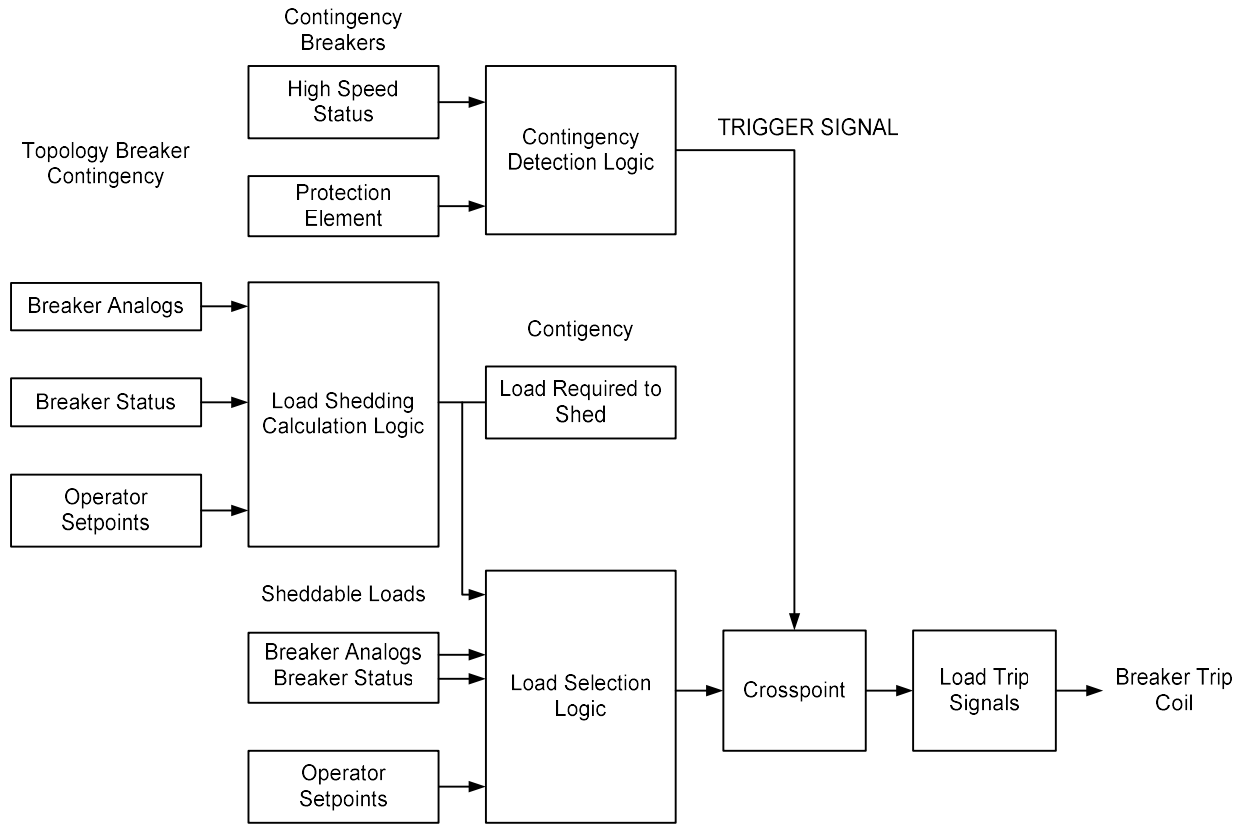 Contingency
Breakers
High Speed
Status
Contingency
Detection Logic
TRIGGER SIGNAL
Topology Breaker
Contingency
Protection
Element
Breaker Analogs
Breaker Status
Operator
Setpoints
Load Shedding
Calculation Logic
Contigency
Load Required to
Shed
Sheddable Loads
Breaker Analogs
Breaker Status
Operator
Setpoints
Load Selection
Logic
Crosspoint
Load Trip
Signals
Breaker Trip
Coil